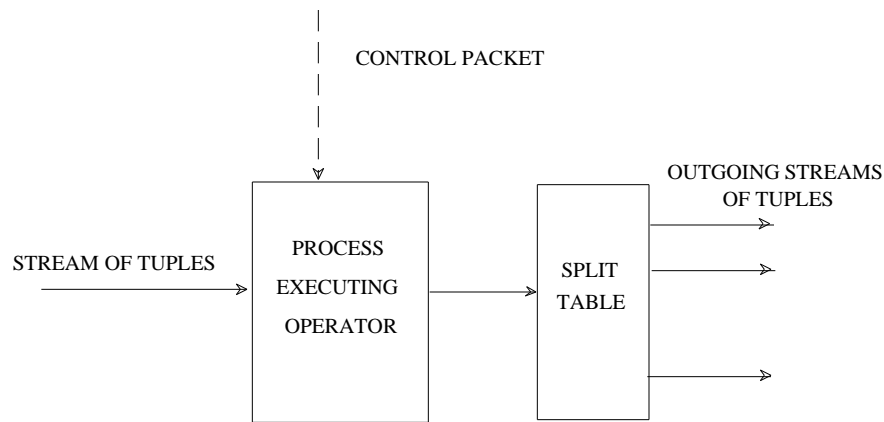 CONTROL PACKET
OUTGOING STREAMS
OF TUPLES
STREAM OF TUPLES
PROCESS
EXECUTING
OPERATOR
SPLIT
TABLE